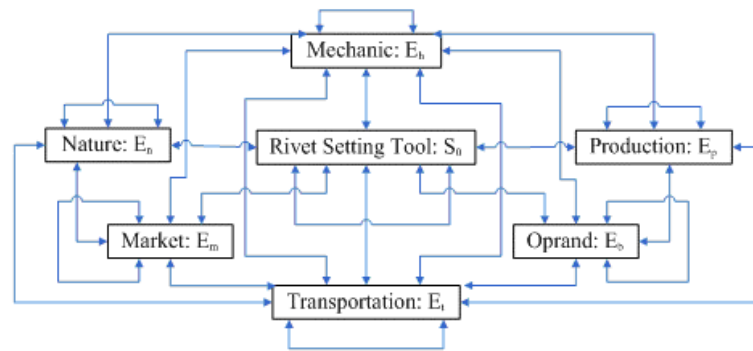 Mechanic: Eh
Nature: En
Rivet Setting Tool: S0
Production: Ep
Market: Em
Oprand: Eo
Transportation: Et